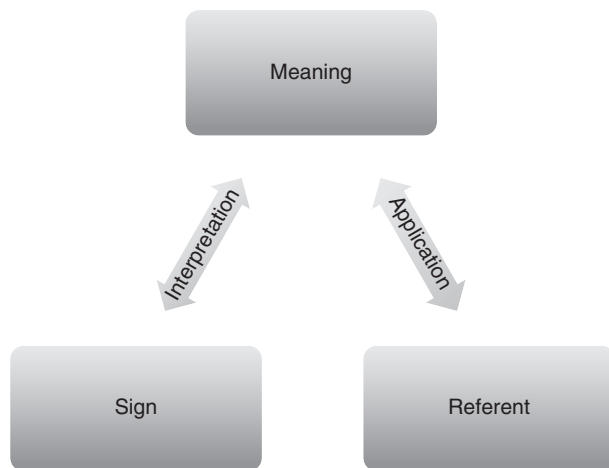 Meaning
Interpretation
Application
Sign
Referent